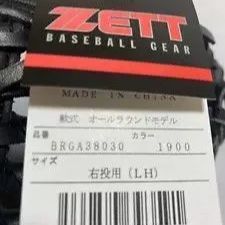 ZETT
BASEBALL GEAR
MADE IN CHINA
軟式 オールラウンドモデル
品番 カラー
BRGA38030 1900
サイズ
右投用(LH)